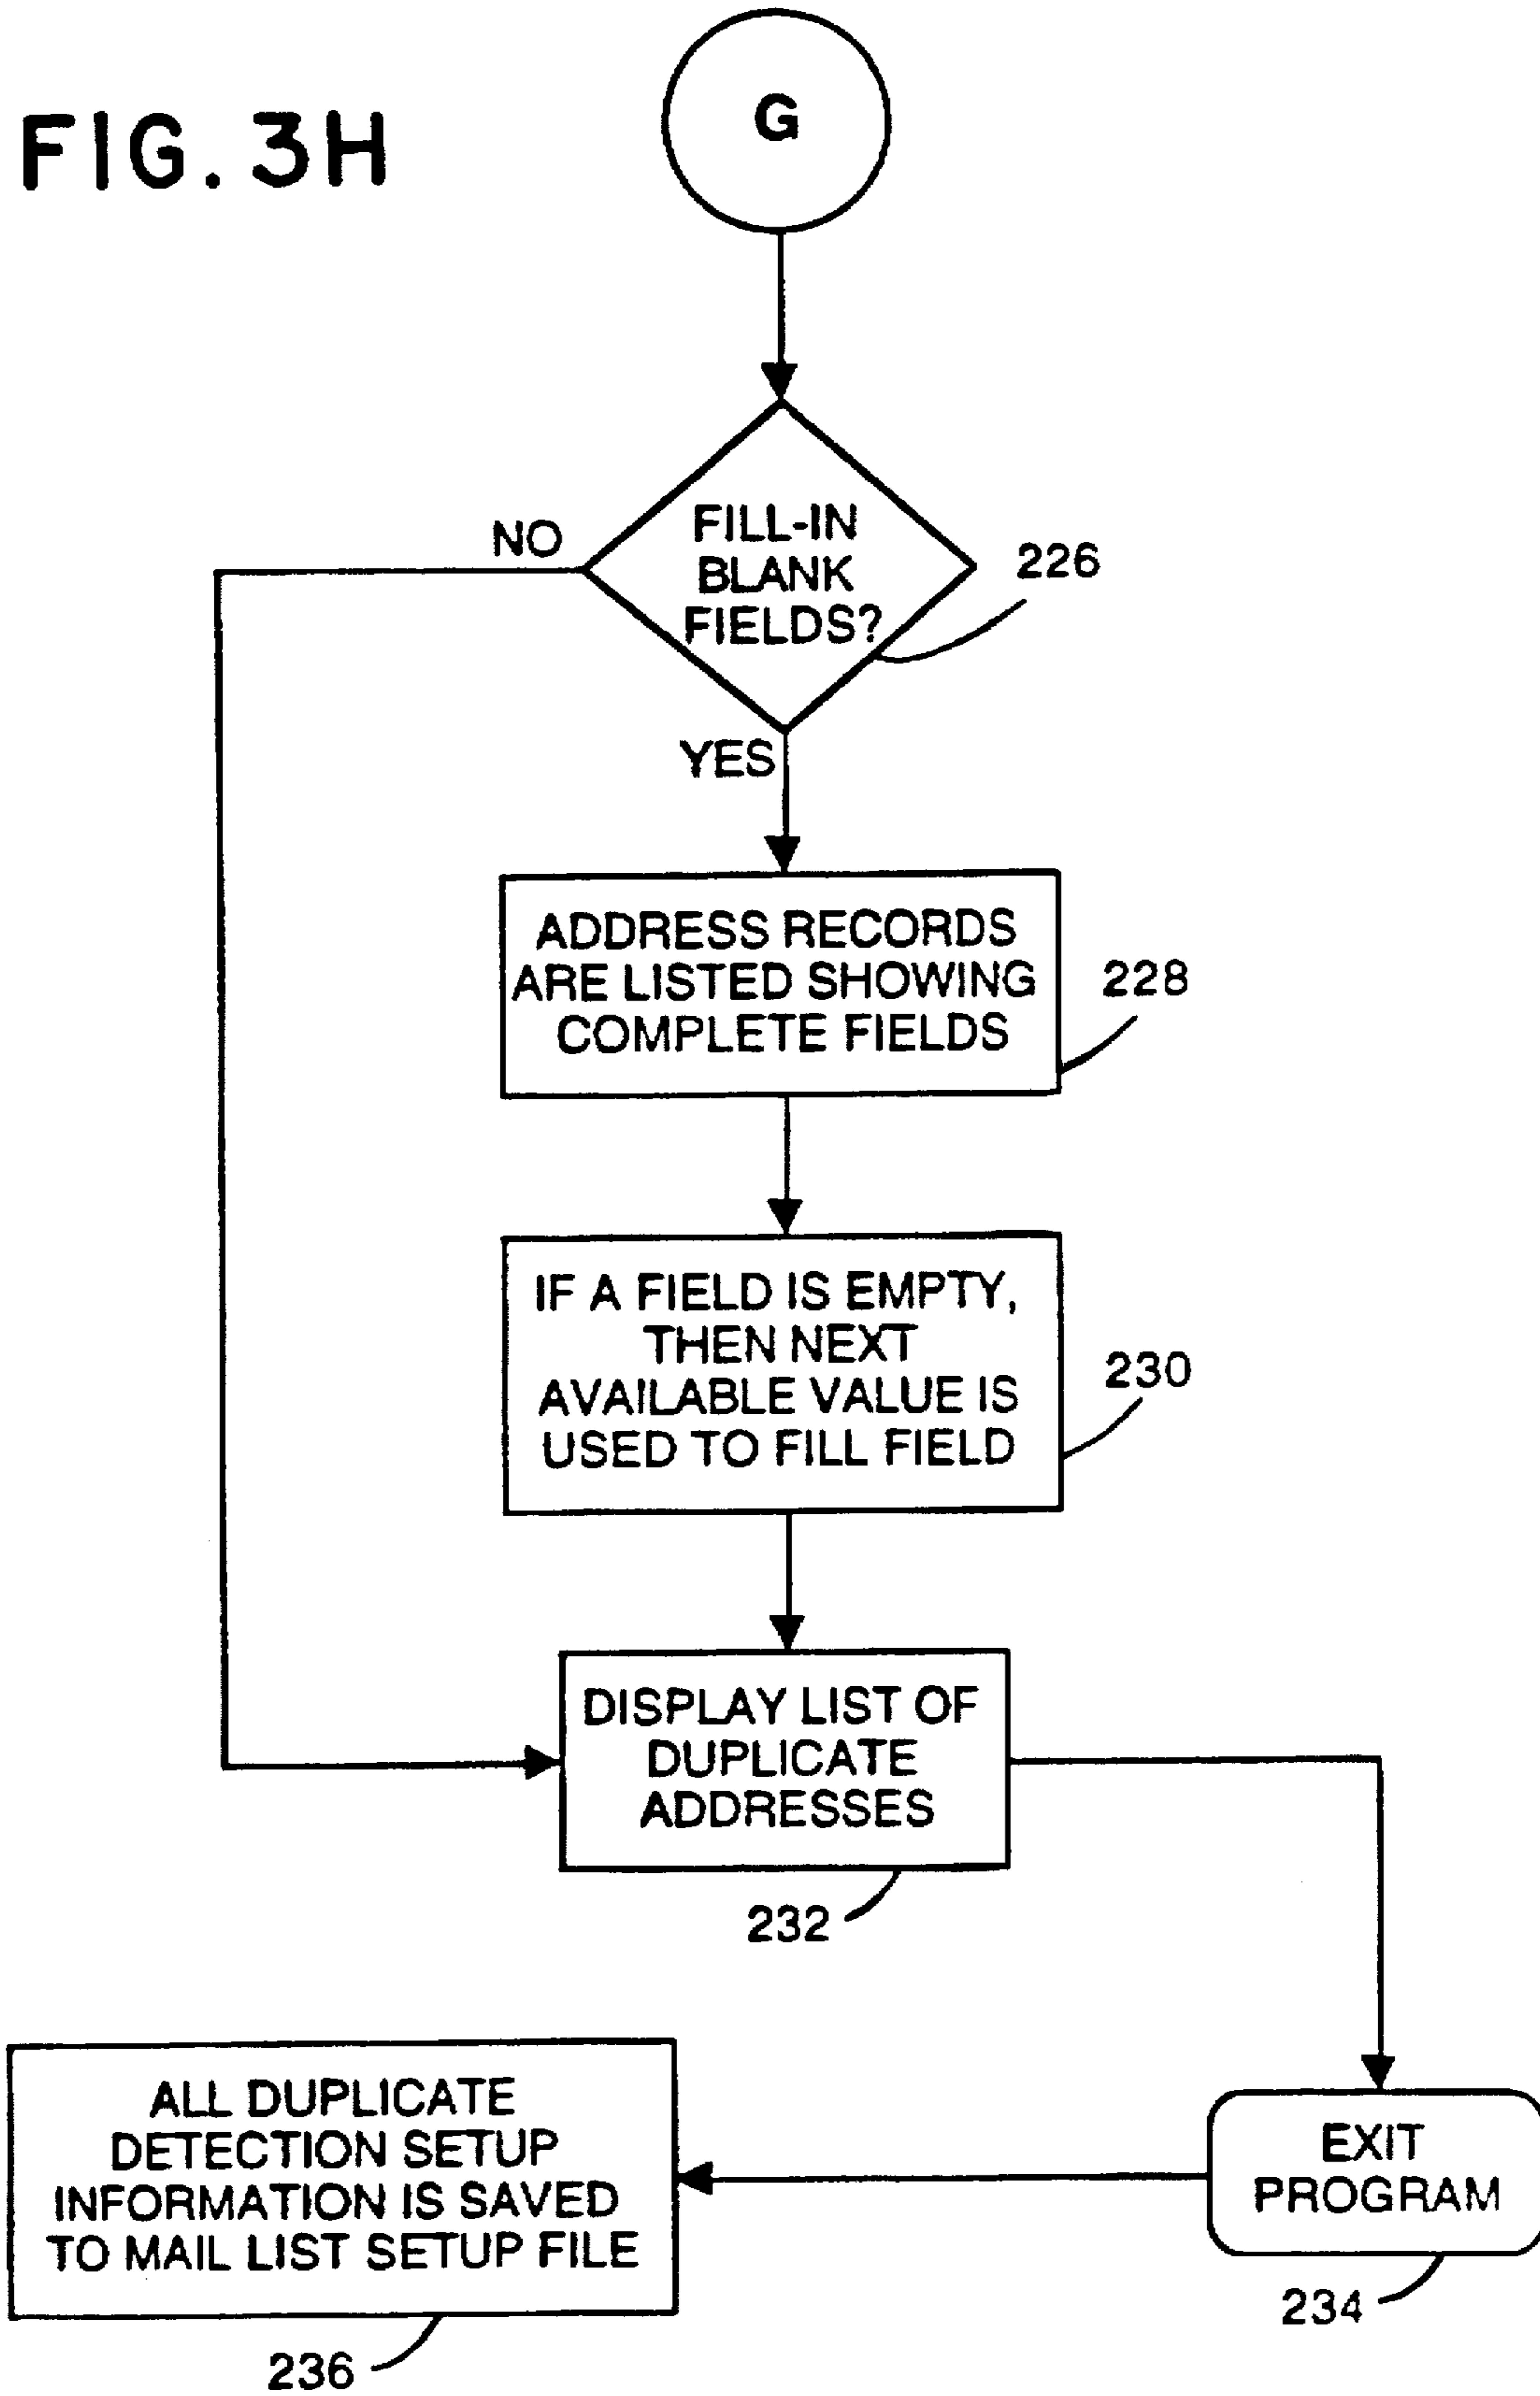 FIG. 3H
G
FILL-IN
BLANK
FIELDS?
NO
226
YES
ADDRESS RECORDS
ARE LISTED SHOWING
COMPLETE FIELDS
228
IF A FIELD IS EMPTY,
THEN NEXT
AVAILABLE VALUE IS
USED TO FILL FIELD
230
DISPLAY LIST OF
DUPLICATE
ADDRESSES
232
EXIT
PROGRAM
234
ALL DUPLICATE
DETECTION SETUP
INFORMATION IS SAVED
TO MAIL LIST SETUP FILE
236